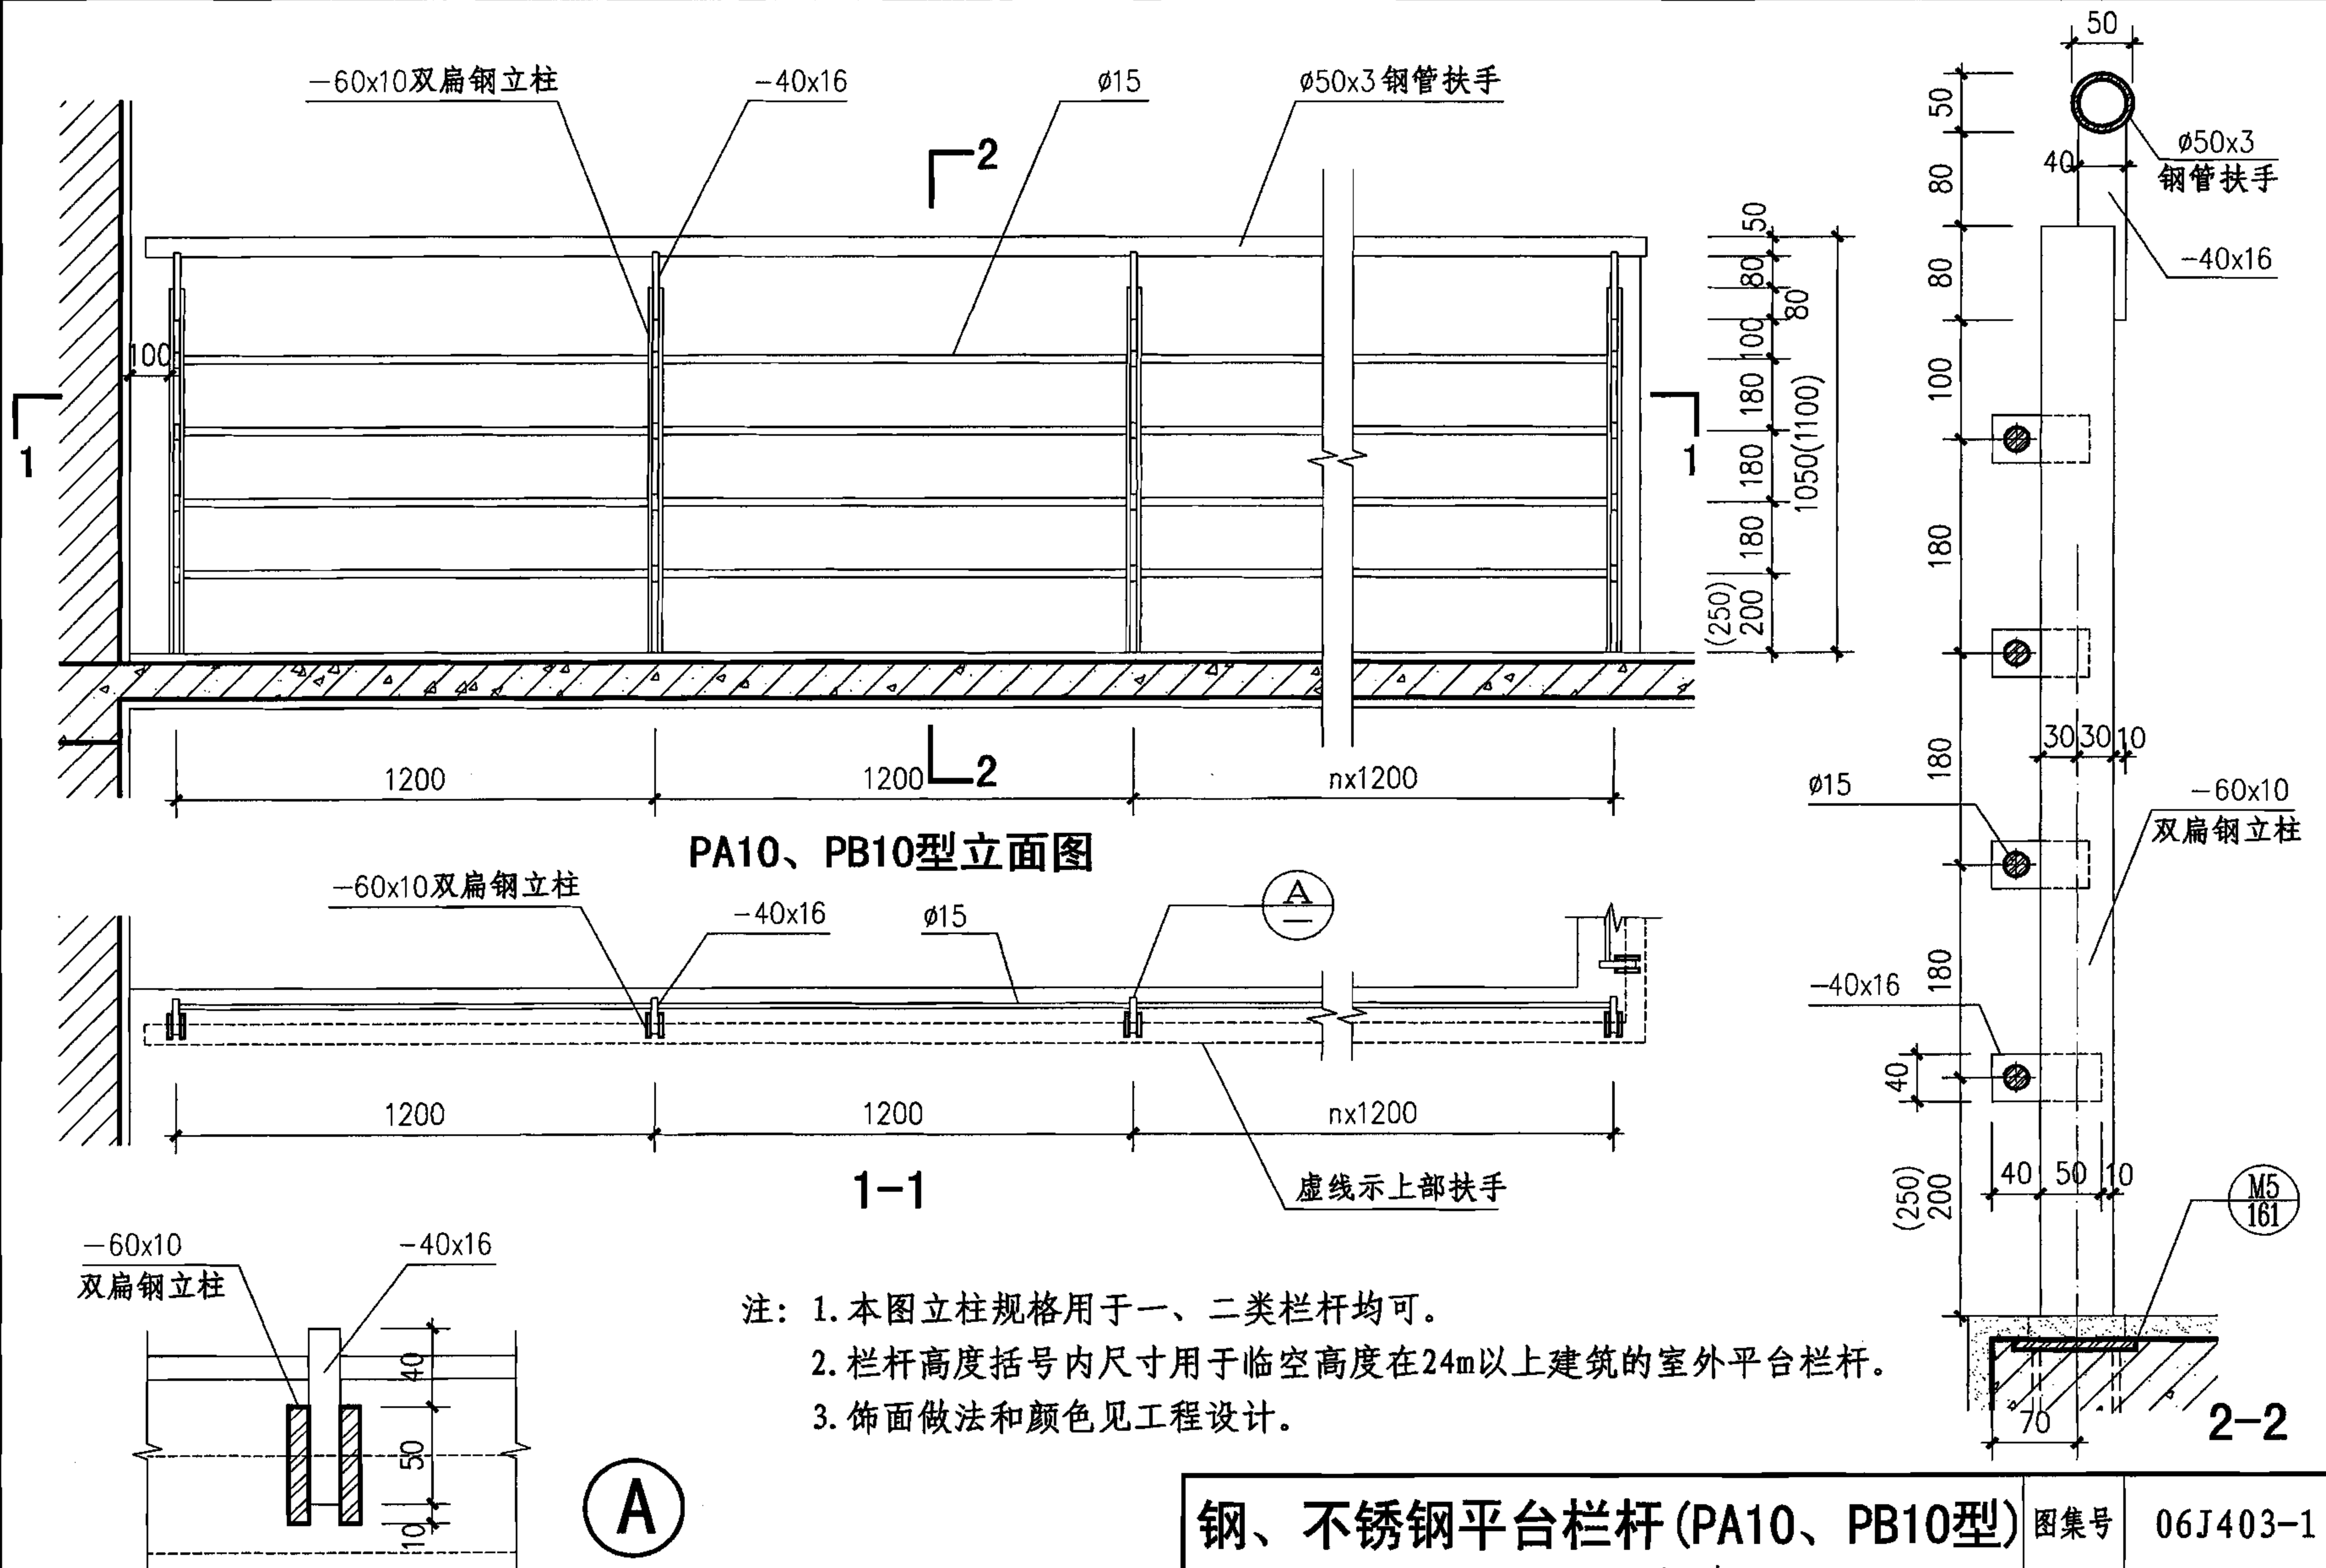 -60x10双扁钢立柱
-40x16
ø15
ø50x3钢管扶手
2
50
80
80
100
180
180
180
(250)
200
1050(1100)
100
1
1
1200
1200
2
nx1200
PA10、PB10型立面图
-60x10双扁钢立柱
-40x16
ø15
A
1200
1200
nx1200
1-1
虚线示上部扶手
-60x10
双扁钢立柱
-40x16
40
50
10
A
50
50
80
80
100
180
180
180
(250)
200
ø50x3
钢管扶手
40
-40x16
30
30
10
ø15
-60x10
双扁钢立柱
-40x16
40
40
50
10
M5
161
70
2-2
注: 1.本图立柱规格用于一、二类栏杆均可。
2.栏杆高度括号内尺寸用于临空高度在24m以上建筑的室外平台栏杆。
3.饰面做法和颜色见工程设计。
钢、不锈钢平台栏杆(PA10、PB10型)
图集号
06J403-1